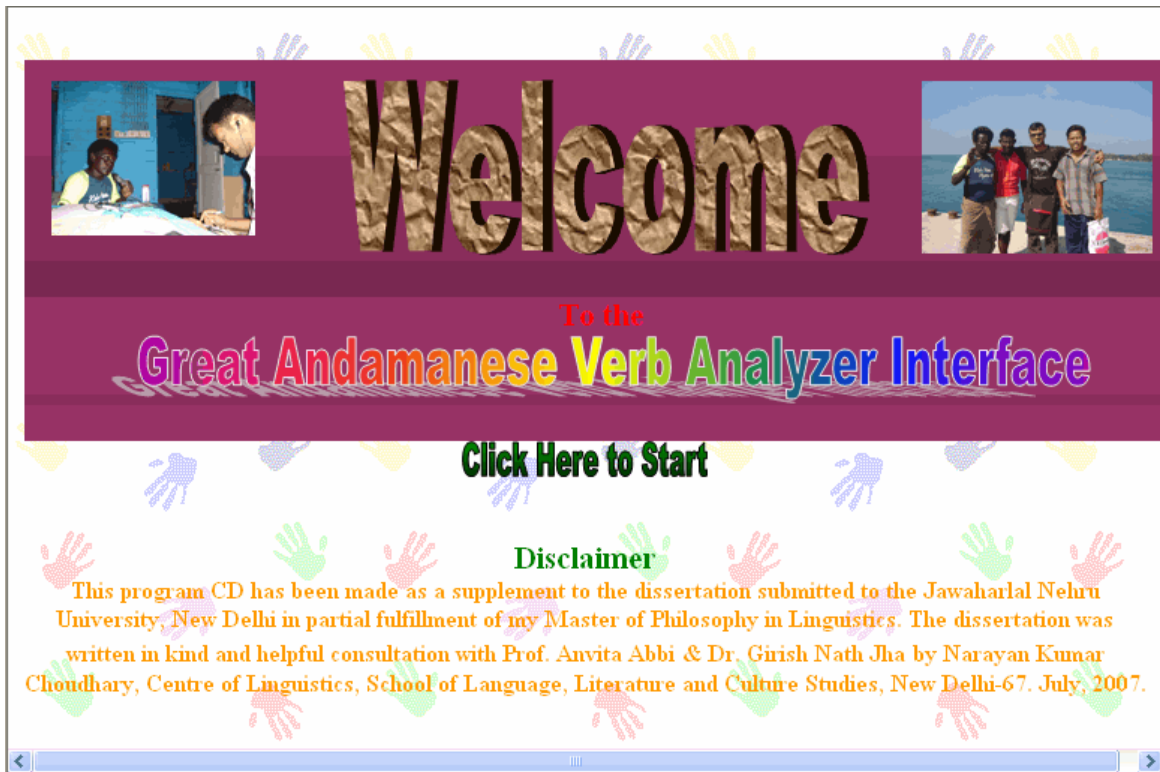 Welcome
To the
Great Andamanese Verb Analyzer Interface
Click Here to Start
Disclaimer
This program CD has been made as a supplement to the dissertation submitted to the Jawaharlal Nehru
University, New Delhi in partial fulfillment of my Master of Philosophy in Linguistics. The dissertation was
written in kind and helpful consultation with Prof. Anvita Abbi & Dr. Girish Nath Jha by Narayan Kumar
Choudhary, Centre of Linguistics, School of Language, Literature and Culture Studies, New Delhi-67. July, 2007.